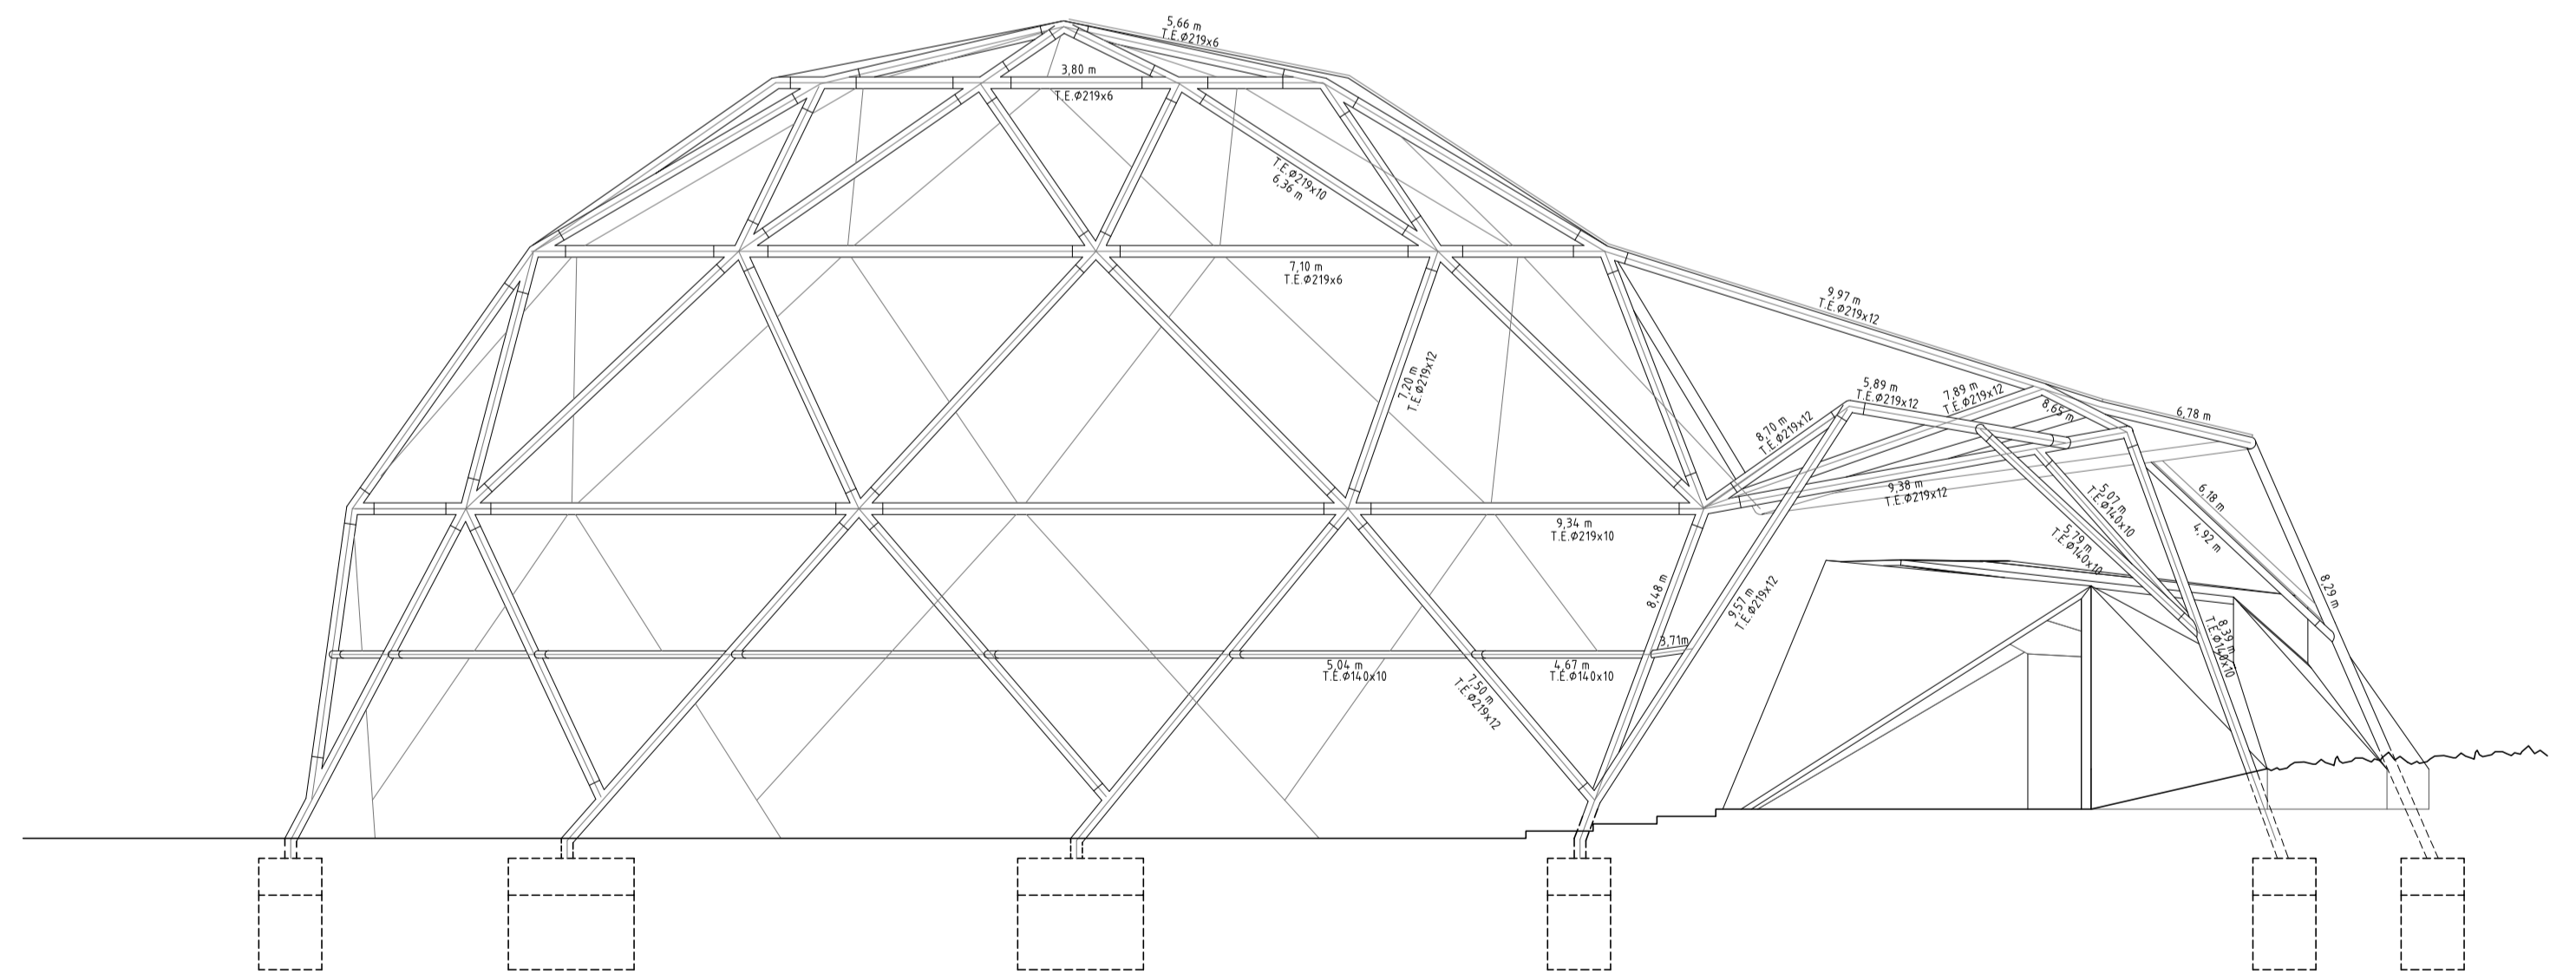 5,66 m
T.E.Ø219x6
3,80 m
T.E.Ø219x6
T.E.Ø219x10
6,36 m
7,10 m
T.E.Ø219x6
9,97 m
T.E.Ø219x12
7,20 m
T.E.Ø219x12
8,70 m
T.E.Ø219x12
5,89 m
T.E.Ø219x12
7,89 m
T.E.Ø219x12
8,65 m
6,78 m
9,38 m
T.E.Ø219x12
5,07 m
T.E.Ø140x10
5,79 m
T.E.Ø140x10
6,18 m
4,92 m
9,34 m
T.E.Ø219x10
8,48 m
9,57 m
T.E.Ø219x12
8,29 m
8,39 m
T.E.Ø140x10
3,71m
5,04 m
T.E.Ø140x10
4,67 m
T.E.Ø140x10
7,50 m
T.E.Ø219x12